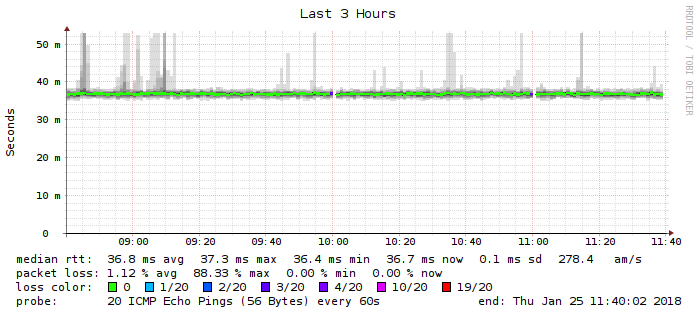 Last 3 Hours
RRDTOOL / TOBI OETIKER
Seconds
50 m
40 m
30 m
20 m
10 m
0
09:00 09:20 09:40 10:00 10:20 10:40 11:00 11:20 11:40
median rtt: 36.8 ms avg 37.3 ms max 36.4 ms min 36.7 ms now 0.1 ms sd 278.4 am/s
packet loss: 1.12 % avg 88.33 % max 0.00 % min 0.00 % now
loss color: 0 1/20 2/20 3/20 4/20 10/20 19/20
probe: 20 ICMP Echo Pings (56 Bytes) every 60s end: Thu Jan 25 11:40:02 2018